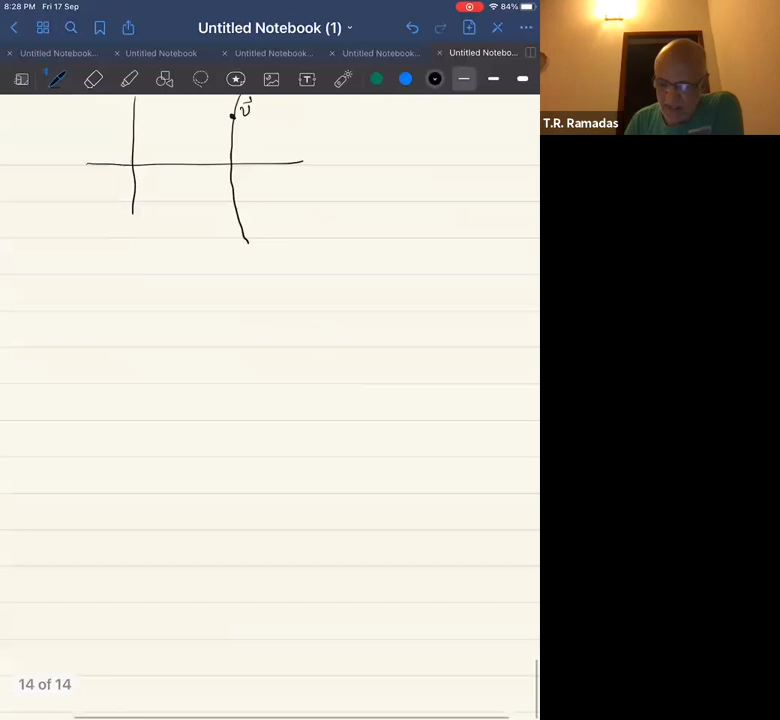 8:28 PM Fri 17 Sep
84%
Untitled Notebook (1)
Untitled Notebook...
Untitled Notebook
Untitled Notebook...
Untitled Notebook...
Untitled Notebo...
T
T.R. Ramadas
v⃗
14 of 14